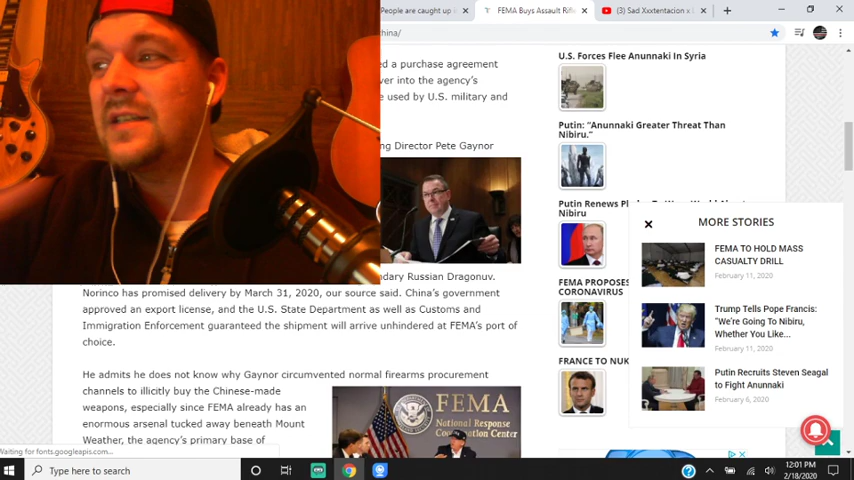 People are caught up i
FEMA Buys Assault Rifl
(3) Sad Xxxtentacion x
hina/
ed a purchase agreement
er into the agency's
e used by U.S. military and
ng Director Pete Gaynor
ndary Russian Dragonuv.
Norinco has promised delivery by March 31, 2020, our source said. China's government
approved an export license, and the U.S. State Department as well as Customs and
Immigration Enforcement guaranteed the shipment will arrive unhindered at FEMA's port of
choice.
He admits he does not know why Gaynor circumvented normal firearms procurement
channels to illicitly buy the Chinese-made
weapons, especially since FEMA already has an
enormous arsenal tucked away beneath Mount
Weather, the agency's primary base of
FEMA
National Response
Coordination Center
U.S. Forces Flee Anunnaki In Syria
Putin: "Anunnaki Greater Threat Than
Nibiru."
Putin Renews
Nibiru
FEMA PROPOSES
CORONAVIRUS
FRANCE TO NUK
MORE STORIES
FEMA TO HOLD MASS
CASUALTY DRILL
February 11, 2020
Trump Tells Pope Francis:
"We're Going To Nibiru,
Whether You Like...
February 11, 2020
Putin Recruits Steven Seagal
to Fight Anunnaki
February 6, 2020
Waiting for fonts.googleapis.com...
Type here to search
12:01 PM
2/18/2020